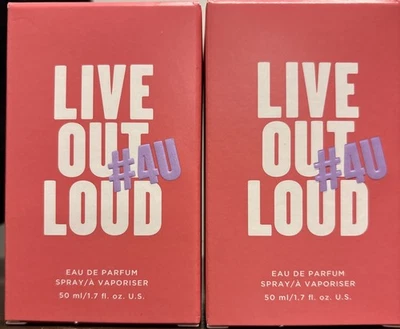 LIVE
OUT
#4U
LOUD
EAU DE PARFUM
SPRAY/À VAPORISER
50 ml/1.7 fl. oz. U.S.
LIVE
OUT
#4U
LOUD
EAU DE PARFUM
SPRAY/À VAPORISER
50 ml/1.7 fl. oz. U.S.